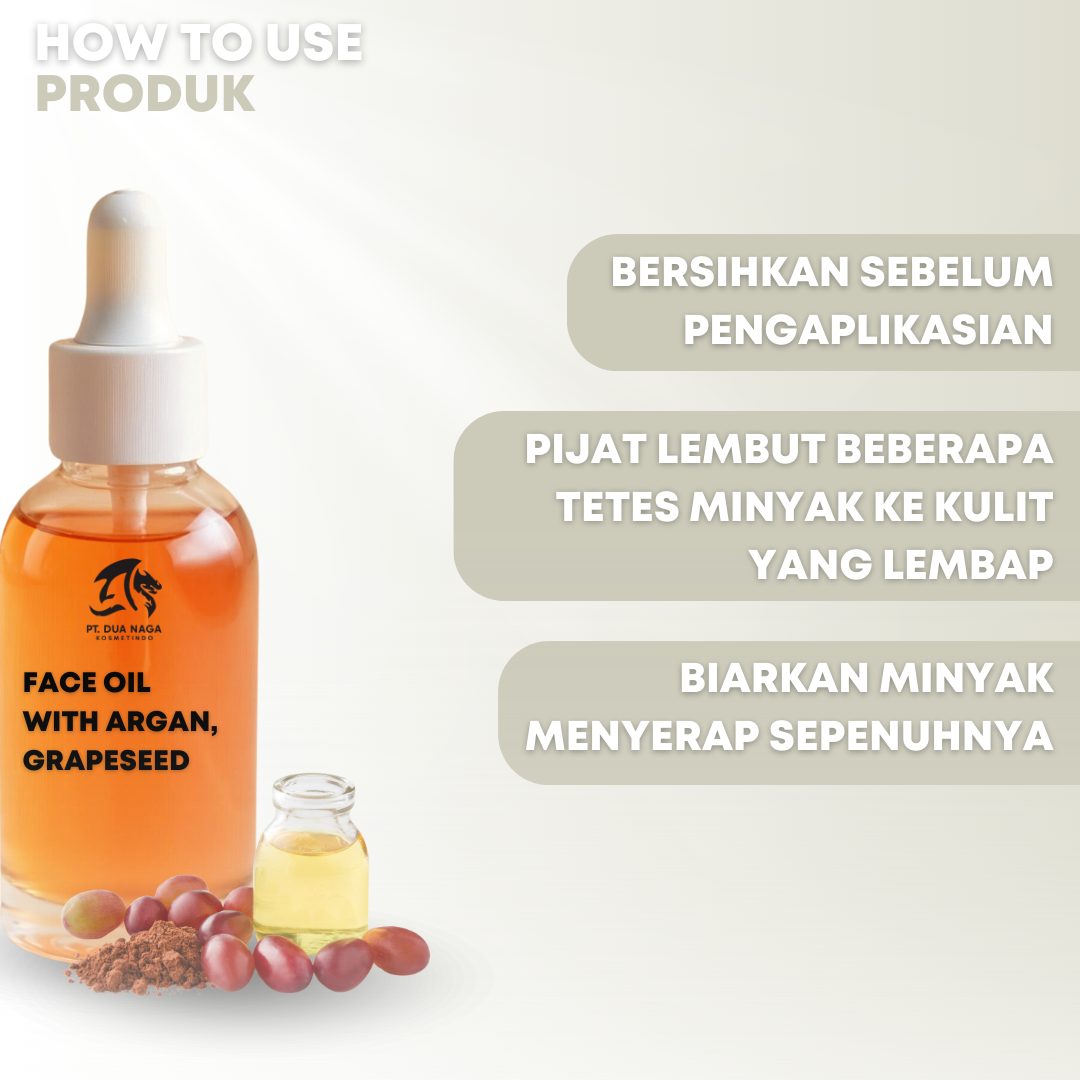 HOW TO USE
PRODUK
BERSIHKAN SEBELUM
PENGAPLIKASIAN
PIJAT LEMBUT BEBERAPA
TETES MINYAK KE KULIT
YANG LEMBAP
BIARKAN MINYAK
MENYERAP SEPENUHNYA
PT. DUA NAGA
KOSMETINDO
FACE OIL
WITH ARGAN,
GRAPESEED